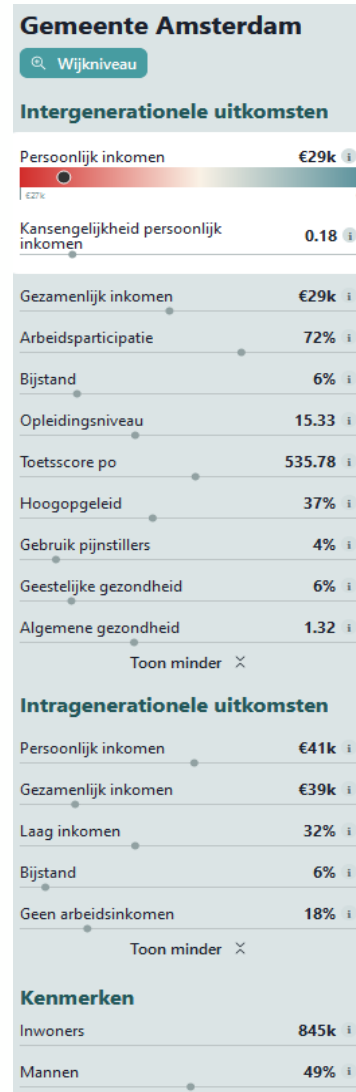 Gemeente Amsterdam
Wijkniveau
Intergenerationele uitkomsten
Persoonlijk inkomen €29k i
€27k
Kansengelijkheid persoonlijk
inkomen 0.18 i
Gezamenlijk inkomen €29k i
Arbeidsparticipatie 72% i
Bijstand 6% i
Opleidingsniveau 15.33 i
Toetsscore po 535.78 i
Hoogopgeleid 37% i
Gebruik pijnstillers 4% i
Geestelijke gezondheid 6% i
Algemene gezondheid 1.32 i
Toon minder
Intragenerationele uitkomsten
Persoonlijk inkomen €41k i
Gezamenlijk inkomen €39k i
Laag inkomen 32% i
Bijstand 6% i
Geen arbeidsinkomen 18% i
Toon minder
Kenmerken
Inwoners 845k i
Mannen 49% i